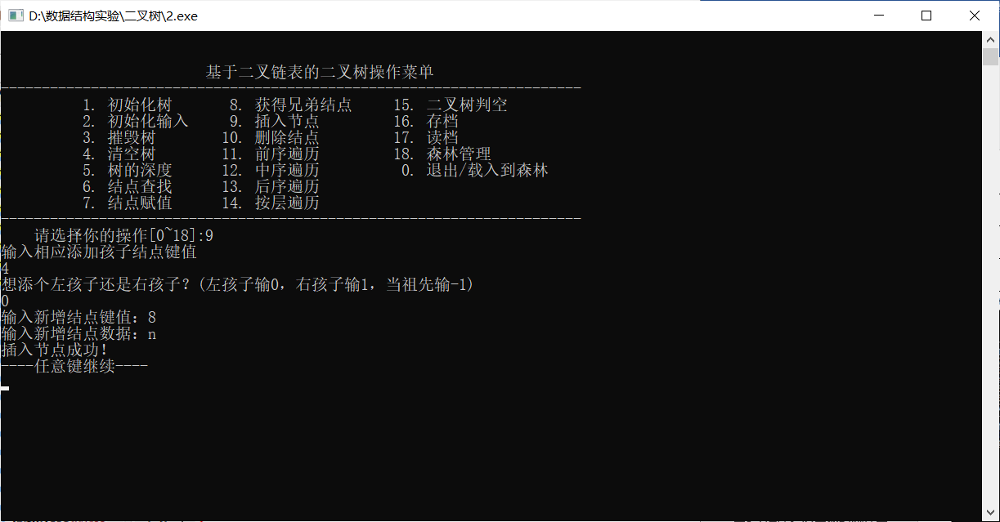 D:\数据结构实验\二叉树\2.exe
基于二叉链表的二叉树操作菜单
-----------------------------------------------------------------------
1. 初始化树 8. 获得兄弟结点 15. 二叉树判空
2. 初始化输入 9. 插入节点 16. 存档
3. 摧毁树 10. 删除结点 17. 读档
4. 清空树 11. 前序遍历 18. 森林管理
5. 树的深度 12. 中序遍历 0. 退出/载入到森林
6. 结点查找 13. 后序遍历
7. 结点赋值 14. 按层遍历
-----------------------------------------------------------------------
请选择你的操作[0~18]:9
输入相应添加孩子结点键值
4
想添个左孩子还是右孩子? (左孩子输0, 右孩子输1, 当祖先输-1)
0
输入新增结点键值: 8
输入新增结点数据: n
插入节点成功!
----任意键继续----